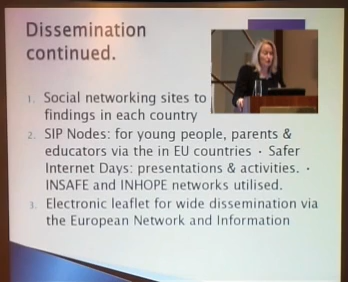 Dissemination
continued.
1. Social networking sites to
findings in each country
2. SIP Nodes: for young people, parents &
educators via the in EU countries · Safer
Internet Days: presentations & activities. ·
INSAFE and INHOPE networks utilised.
3. Electronic leaflet for wide dissemination via
the European Network and Information